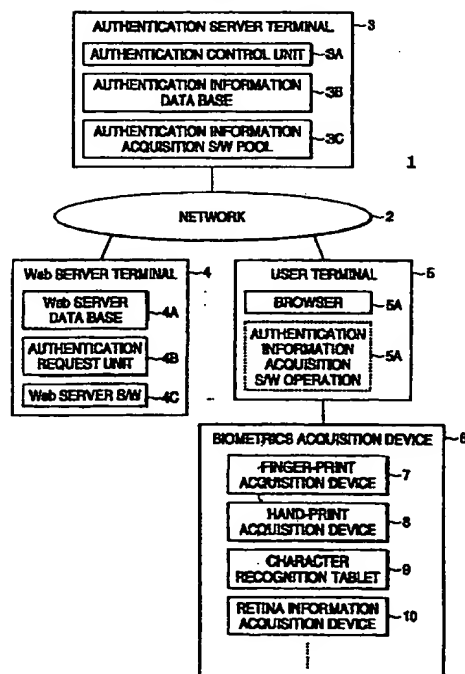 AUTHENTICATION SERVER TERMINAL 3
AUTHENTICATION CONTROL UNIT 3A
AUTHENTICATION INFORMATION
DATA BASE
3B
AUTHENTICATION INFORMATION
ACQUISITION S/W POOL
3C
1
NETWORK 2
Web SERVER TERMINAL 4
Web SERVER
DATA BASE
4A
AUTHENTICATION
REQUEST UNIT
4B
Web SERVER S/W 4C
USER TERMINAL 5
BROWSER 5A
AUTHENTICATION
INFORMATION
ACQUISITION
S/W OPERATION
5A
BIOMETRICS ACQUISITION DEVICE 6
FINGER-PRINT
ACQUISITION DEVICE
7
HAND-PRINT
ACQUISITION DEVICE
8
CHARACTER
RECOGNITION TABLET
9
RETINA INFORMATION
ACQUISITION DEVICE
10